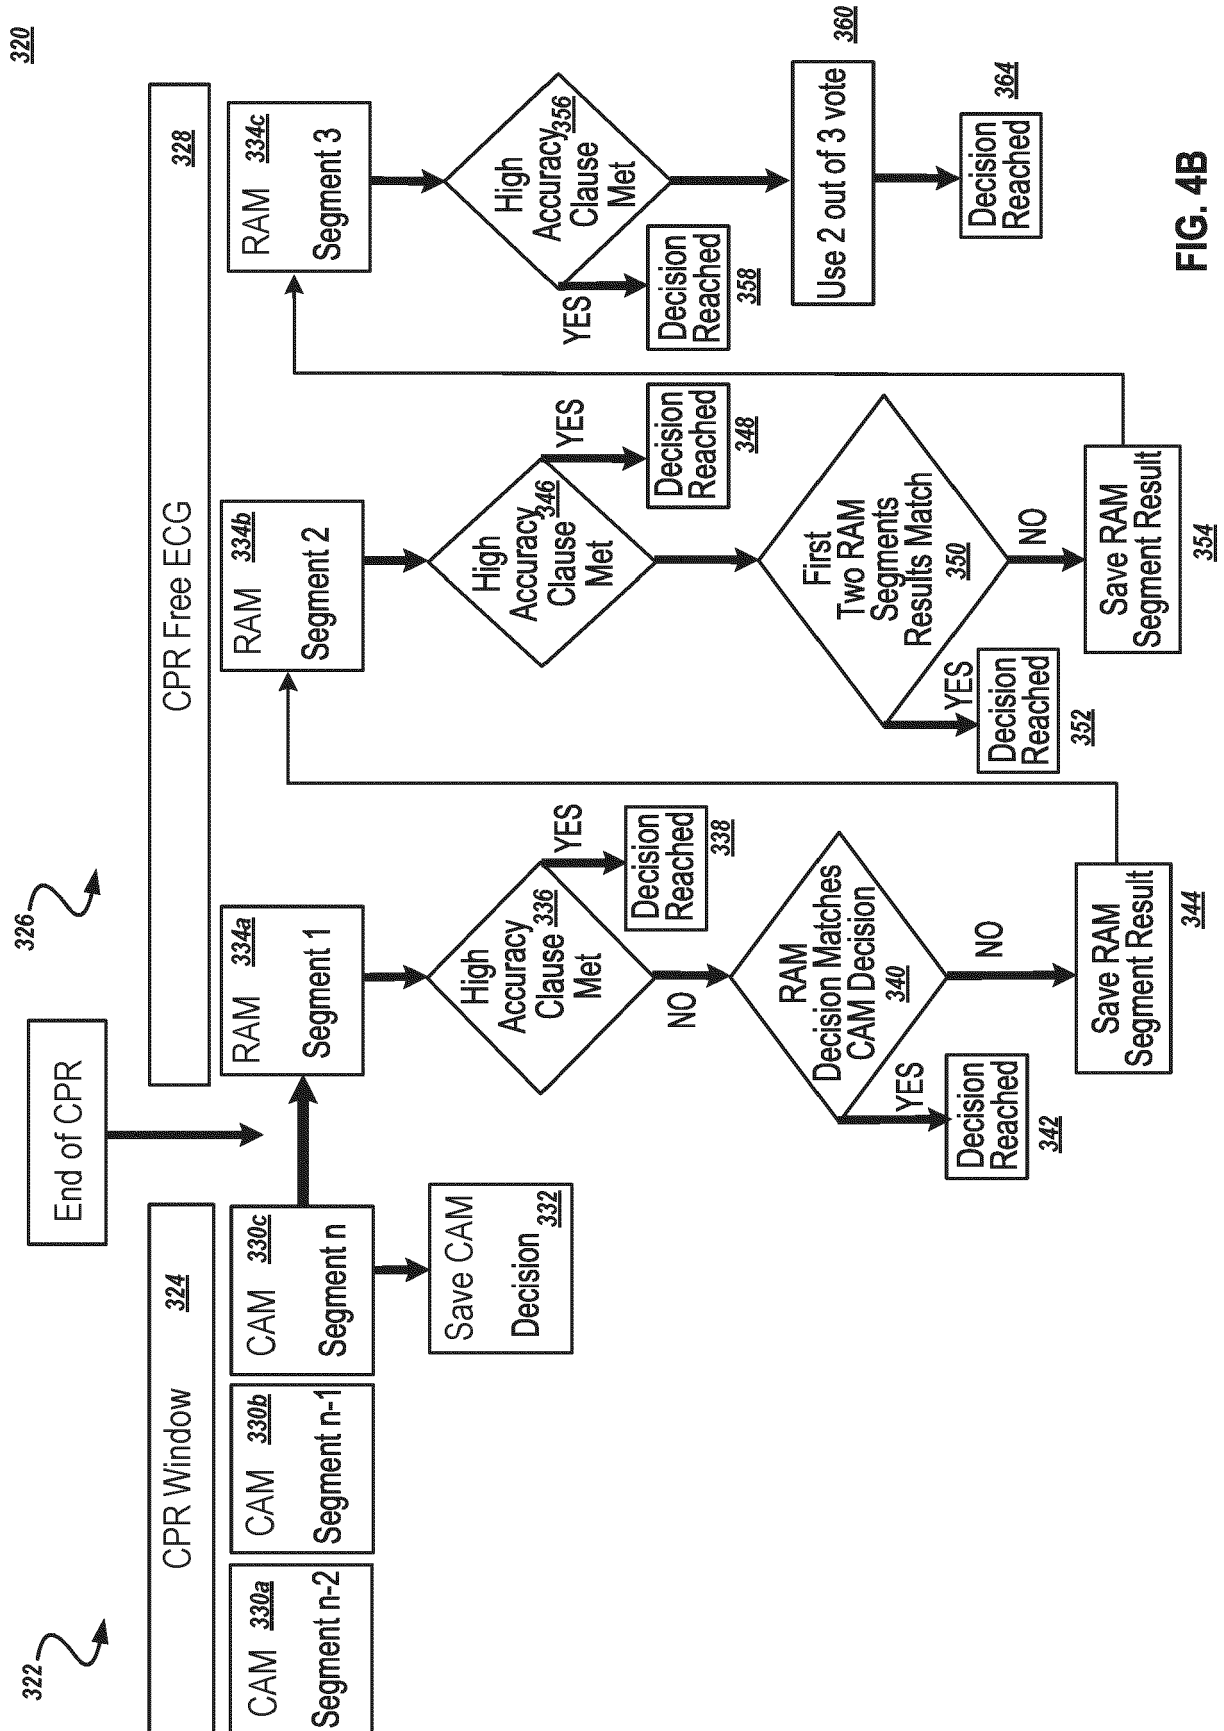 320
322
326
End of CPR
CPR Window 324
CPR Free ECG 328
CAM 330a
Segment n-2
CAM 330b
Segment n-1
CAM 330c
Segment n
Save CAM
Decision 332
RAM 334a
Segment 1
High
Accuracy
Clause 336
Met
YES
Decision
Reached
338
NO
RAM
Decision Matches
CAM Decision
340
YES
Decision
Reached
342
NO
Save RAM
Segment Result
344
RAM 334b
Segment 2
High
Accuracy 346
Clause
Met
YES
Decision
Reached
348
First
Two RAM
Segments
Results Match
350
YES
Decision
Reached
352
NO
Save RAM
Segment Result
354
RAM 334c
Segment 3
High
Accuracy 356
Clause
Met
YES
Decision
Reached
358
Use 2 out of 3 vote
360
Decision
Reached
364
FIG. 4B